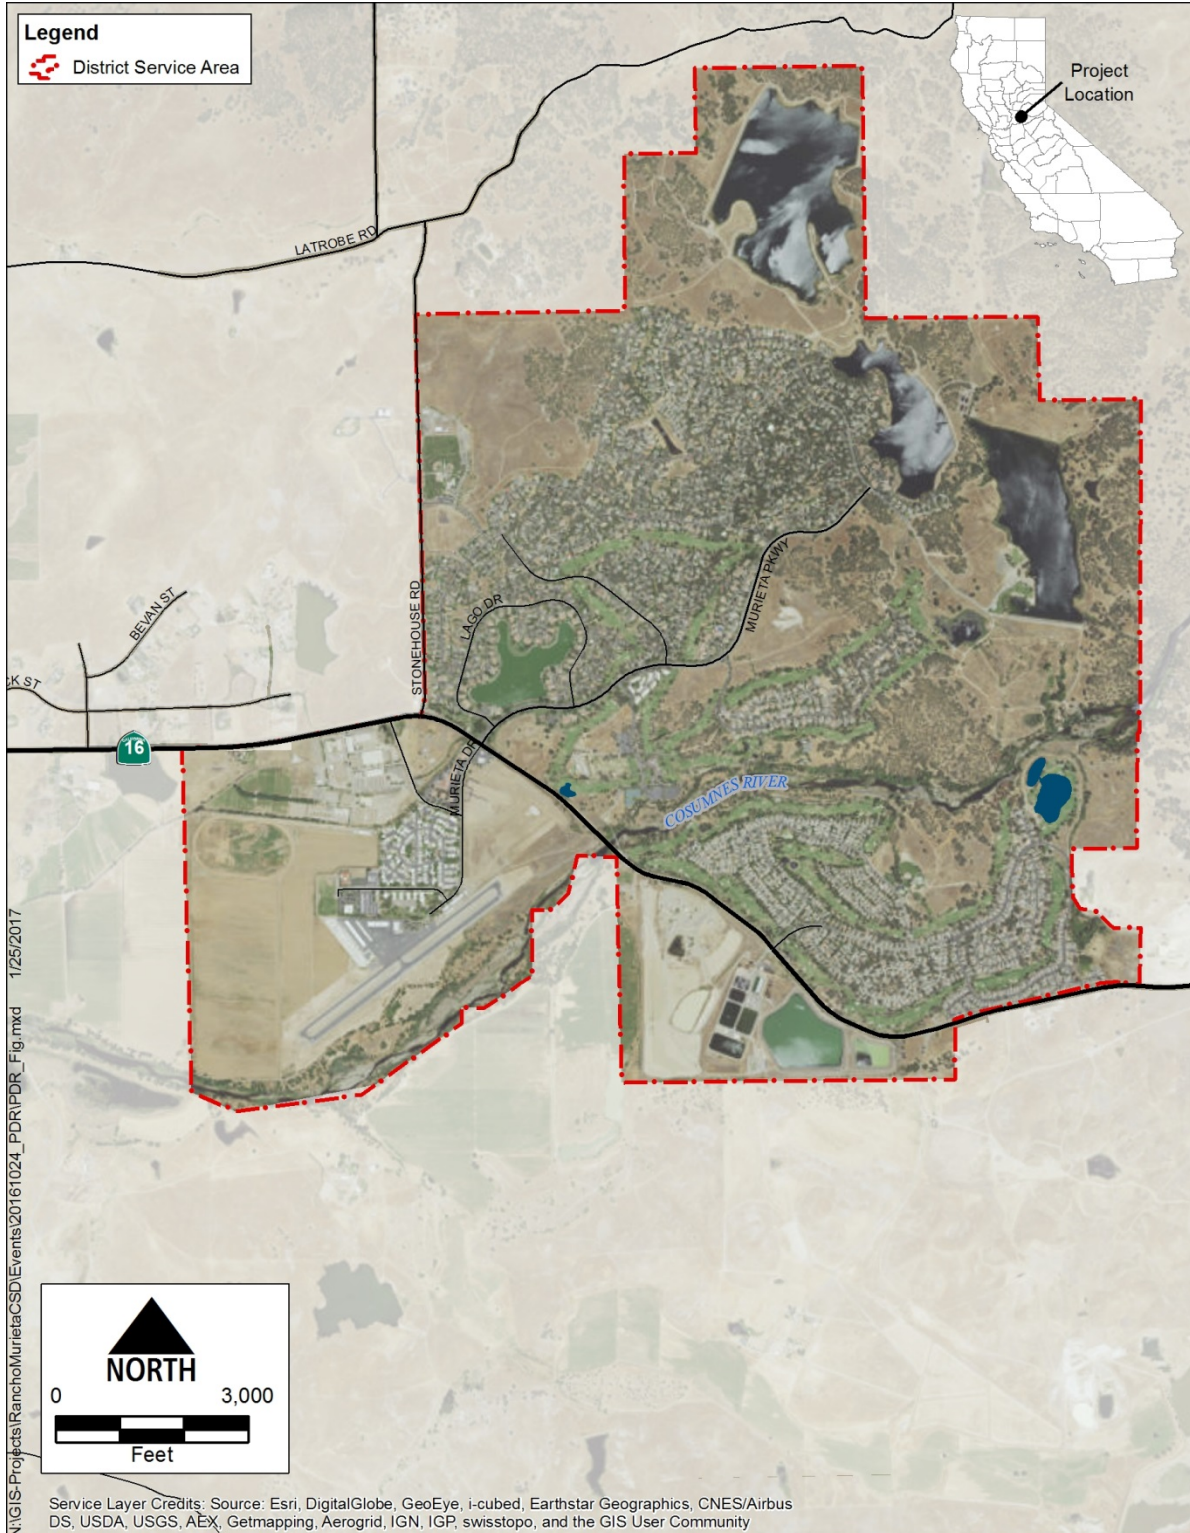 Legend
District Service Area
Project
Location
LATROBE RD
STONEHOUSE RD
BEVAN ST
CK ST
16
LAGO DR
MURIETA PKWY
MURIETA DR
COSUMNES RIVER
N:\GIS-Projects\RanchoMurietaCSD\Events\20161024_PDR\PDR_Fig.mxd 1/25/2017
NORTH
0 3,000
Feet
Service Layer Credits: Source: Esri, DigitalGlobe, GeoEye, i-cubed, Earthstar Geographics, CNES/Airbus
DS, USDA, USGS, AEX, Getmapping, Aerogrid, IGN, IGP, swisstopo, and the GIS User Community